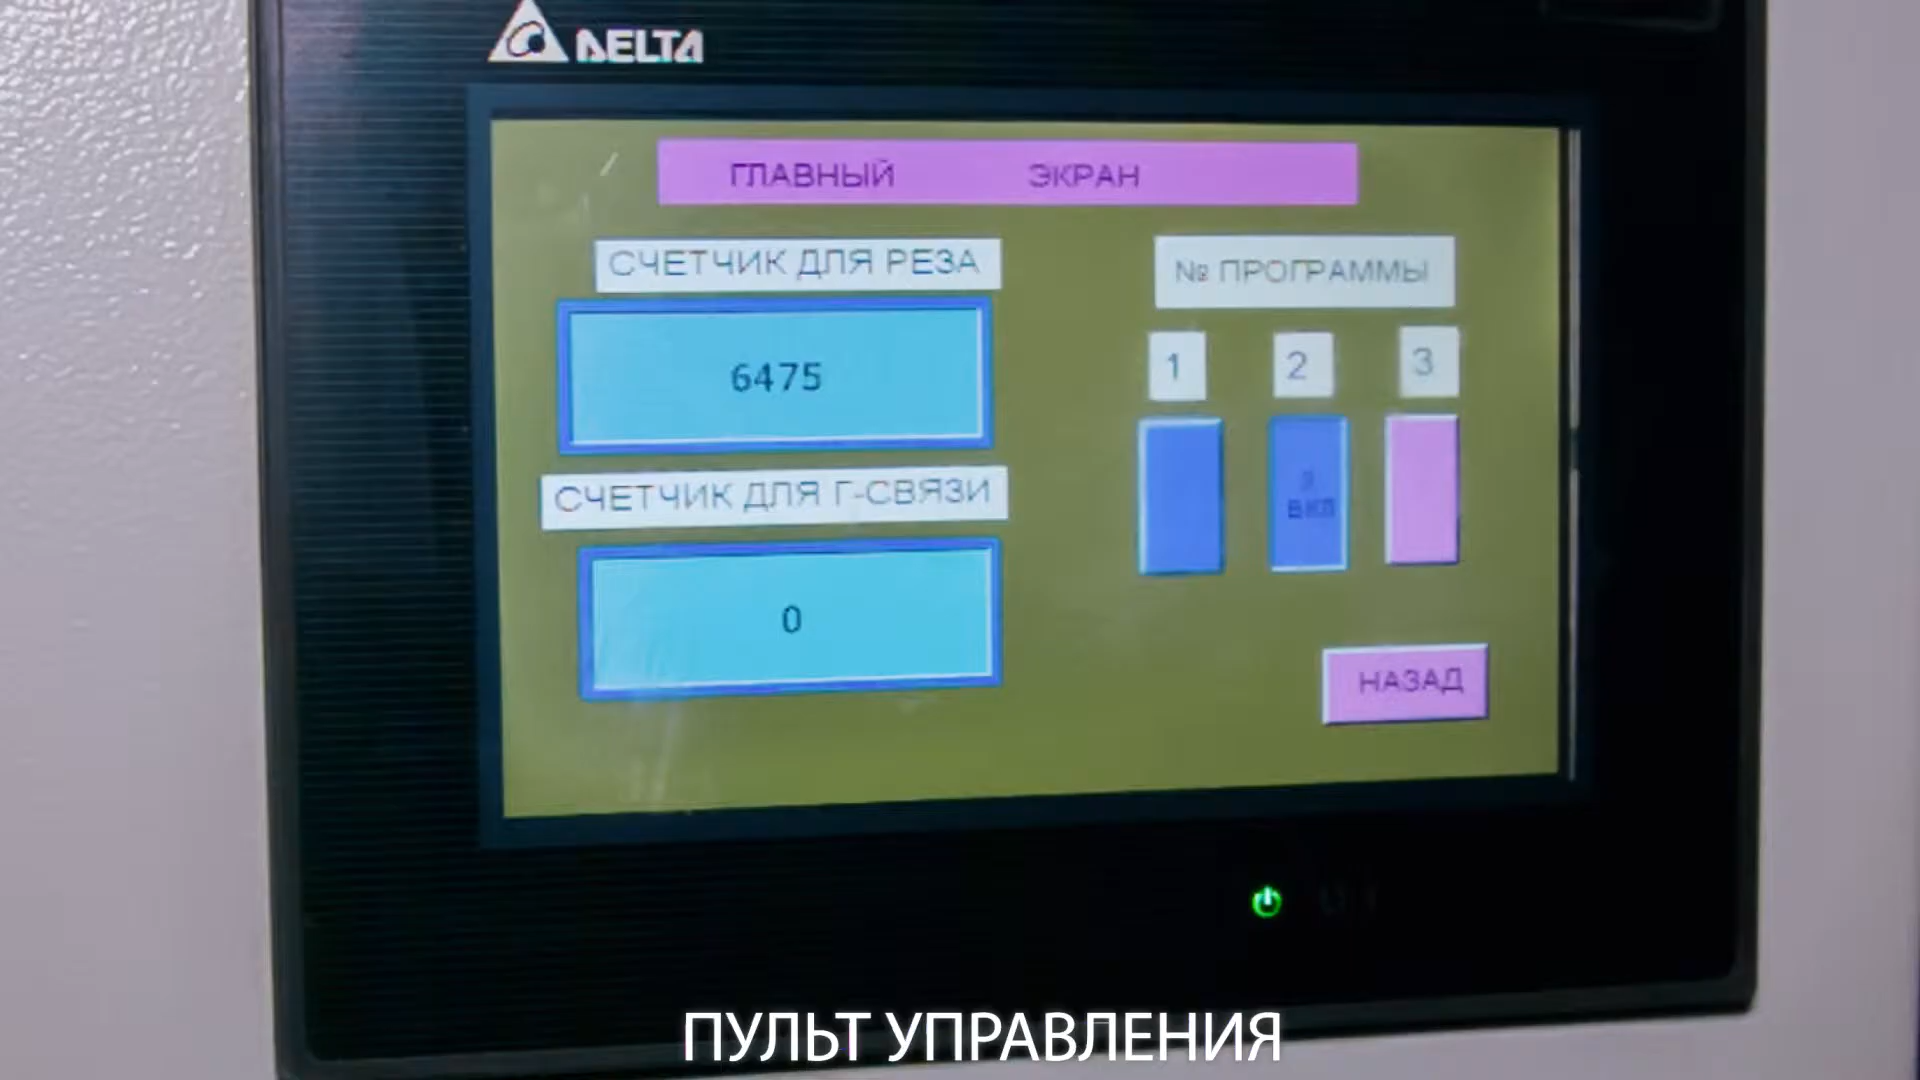 DELTA
ГЛАВНЫЙ ЭКРАН
СЧЕТЧИК ДЛЯ РЕЗА
6475
СЧЕТЧИК ДЛЯ Г-СВЯЗИ
0
№ ПРОГРАММЫ
1 2 3
ВКЛ
НАЗАД
ПУЛЬТ УПРАВЛЕНИЯ